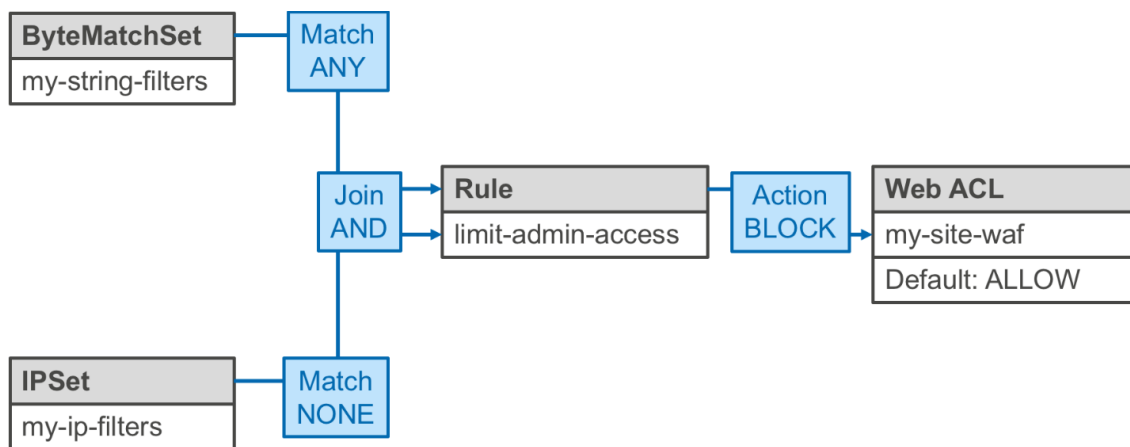 ByteMatchSet
my-string-filters
Match
ANY
Join
AND
Rule
limit-admin-access
Action
BLOCK
Web ACL
my-site-waf
Default: ALLOW
IPSet
my-ip-filters
Match
NONE